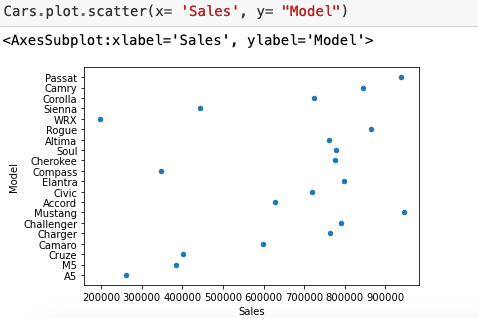 Cars.plot.scatter(x= 'Sales', y= "Model")
<AxesSubplot:xlabel='Sales', ylabel='Model'>
Passat
Camry
Corolla
Sienna
WRX
Rogue
Altima
Soul
Cherokee
Compass
Elantra
Civic
Accord
Mustang
Challenger
Charger
Camaro
Cruze
M5
A5
Model
200000 300000 400000 500000 600000 700000 800000 900000
Sales